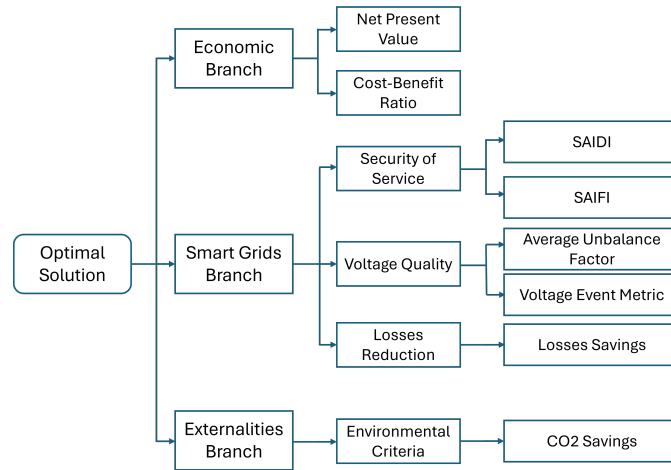 Optimal
Solution
Economic
Branch
Net Present
Value
Cost-Benefit
Ratio
Smart Grids
Branch
Security of
Service
SAIDI
SAIFI
Voltage Quality
Average Unbalance
Factor
Voltage Event Metric
Losses
Reduction
Losses Savings
Externalities
Branch
Environmental
Criteria
CO2 Savings